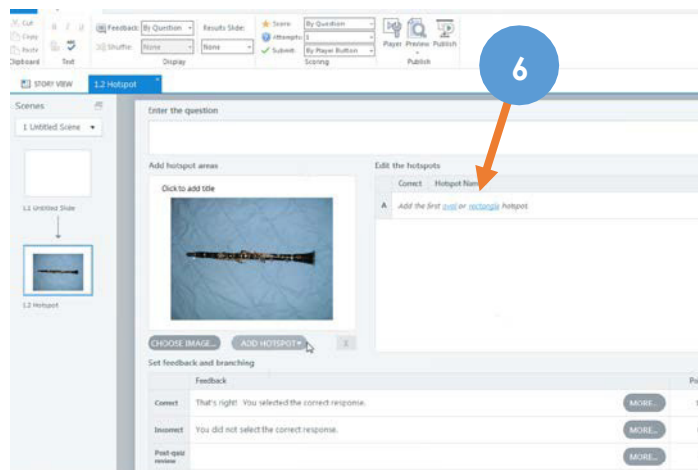 Cut
Copy
Paste
Clipboard
B I U
Text
Feedback: By Question
Shuffle: None
Results Slide:
None
Display
Score: By Question
Attempts: 1
Submit: By Player Button
Scoring
Player Preview Publish
Publish
6
STORY VIEW
1.2 Hotspot
Scenes
1 Untitled Scene
1.1 Untitled Slide
1.2 Hotspot
Enter the question
Add hotspot areas
Click to add title
CHOOSE IMAGE...
ADD HOTSPOT
Edit the hotspots
Correct Hotspot Name
A Add the first oval or rectangle hotspot.
Set feedback and branching
Feedback
Correct That's right! You selected the correct response. MORE...
Incorrect You did not select the correct response. MORE...
Post-quiz review MORE...